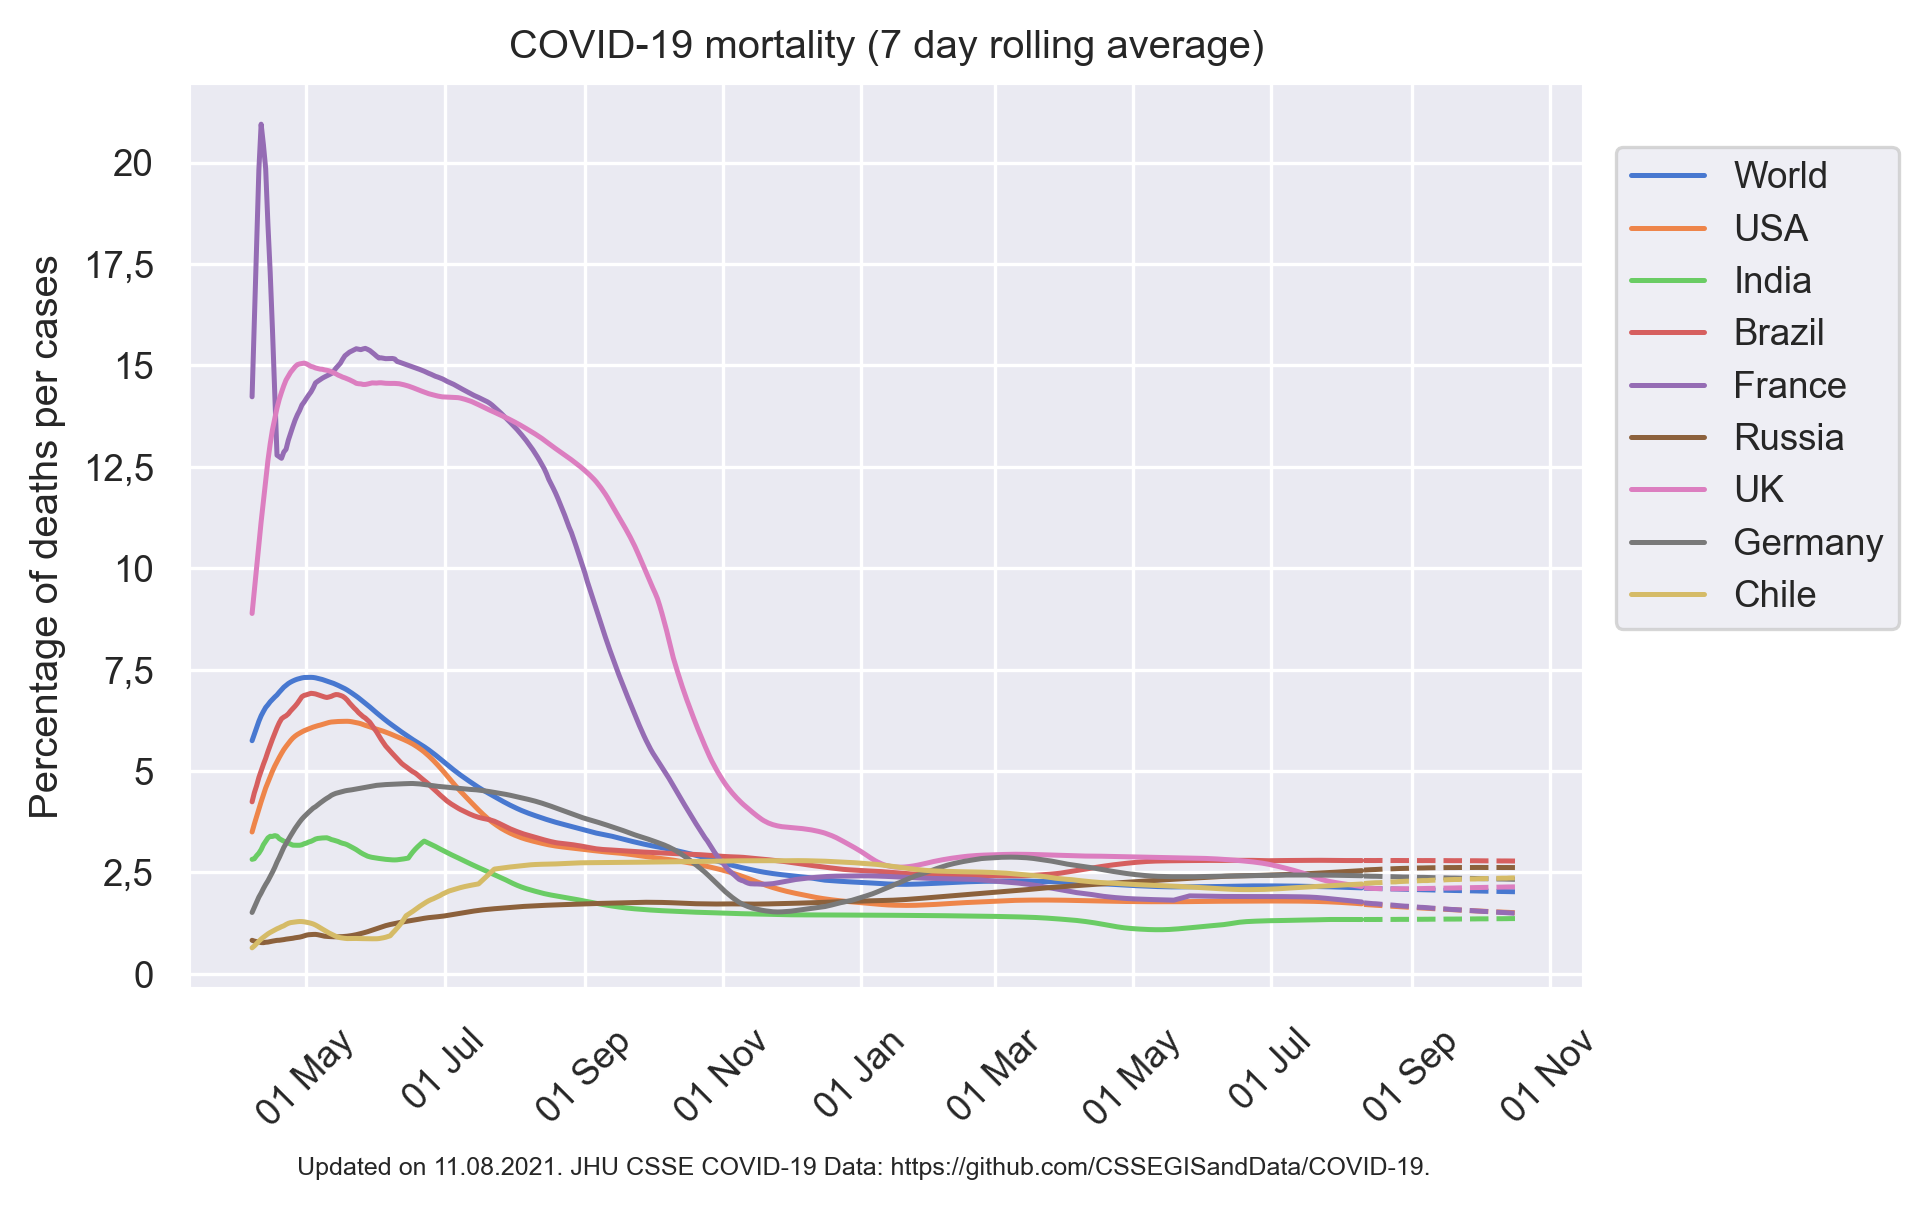 COVID-19 mortality (7 day rolling average)
Percentage of deaths per cases
20
17,5
15
12,5
10
7,5
5
2,5
0
01 May
01 Jul
01 Sep
01 Nov
01 Jan
01 Mar
01 May
01 Jul
01 Sep
01 Nov
World
USA
India
Brazil
France
Russia
UK
Germany
Chile
Updated on 11.08.2021. JHU CSSE COVID-19 Data: https://github.com/CSSEGISandData/COVID-19.